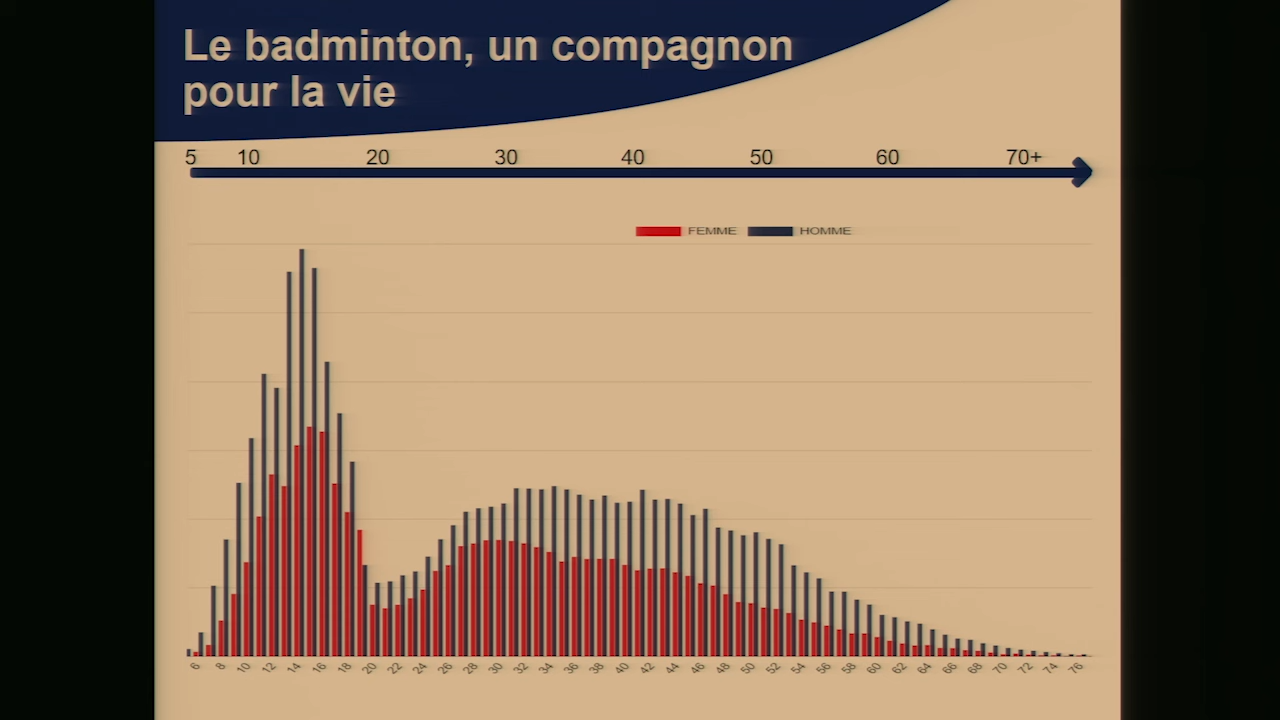 Le badminton, un compagnon
pour la vie
5 10 20 30 40 50 60 70+
FEMME HOMME
6 8 10 12 14 16 18 20 22 24 26 28 30 32 34 36 38 40 42 44 46 48 50 52 54 56 58 60 62 64 66 68 70 72 74 76